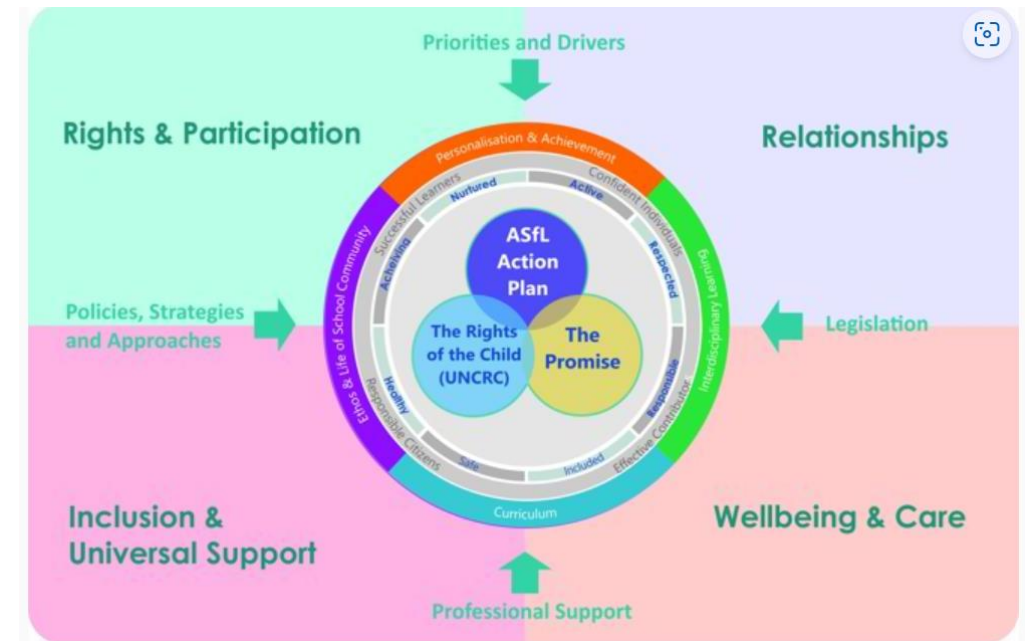 Priorities and Drivers
Rights & Participation
Relationships
Personalisation & Achievement
Successful Learners
Confident Individuals
Nurtured
Active
Acheiving
Respected
Ethos & Life of School Community
Interdisciplinary Learning
ASfL
Action
Plan
Policies, Strategies
and Approaches
Legislation
The Rights
of the Child
(UNCRC)
The
Promise
Healthy
Responsible
Responsible Citizens
Effective Contributor
Safe
Included
Curriculum
Inclusion &
Universal Support
Wellbeing & Care
Professional Support